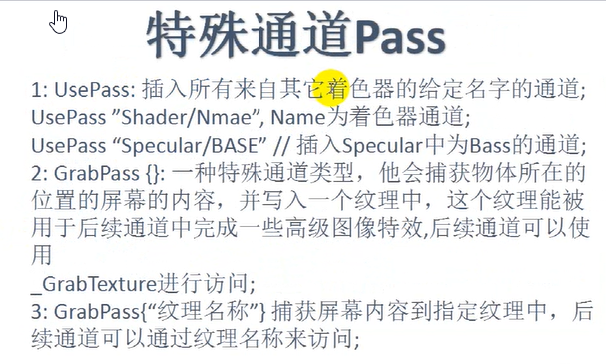 特殊通道Pass
1: UsePass: 插入所有来自其它着色器的给定名字的通道;
UsePass ”Shader/Nmae”, Name为着色器通道;
UsePass “Specular/BASE” // 插入Specular中为Bass的通道;
2: GrabPass {}: 一种特殊通道类型，他会捕获物体所在的
位置的屏幕的内容，并写入一个纹理中，这个纹理能被
用于后续通道中完成一些高级图像特效,后续通道可以使
用
_GrabTexture进行访问;
3: GrabPass{“纹理名称”} 捕获屏幕内容到指定纹理中，后
续通道可以通过纹理名称来访问;